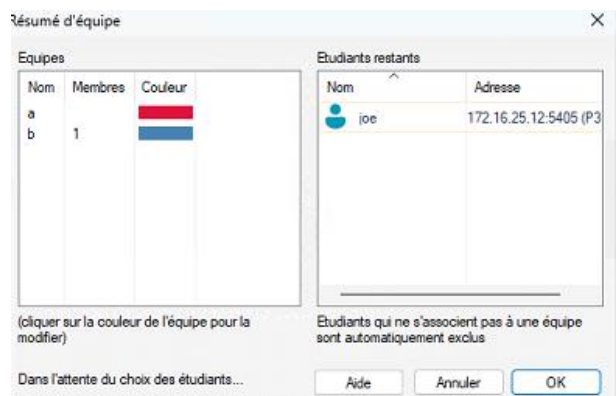 Résumé d'équipe
Equipes
Nom Membres Couleur
a
b 1
(cliquer sur la couleur de l'équipe pour la
modifier)
Dans l'attente du choix des étudiants...
Etudiants restants
Nom Adresse
joe 172.16.25.12:5405 (P3
Etudiants qui ne s'associent pas à une équipe
sont automatiquement exclus
Aide Annuler OK